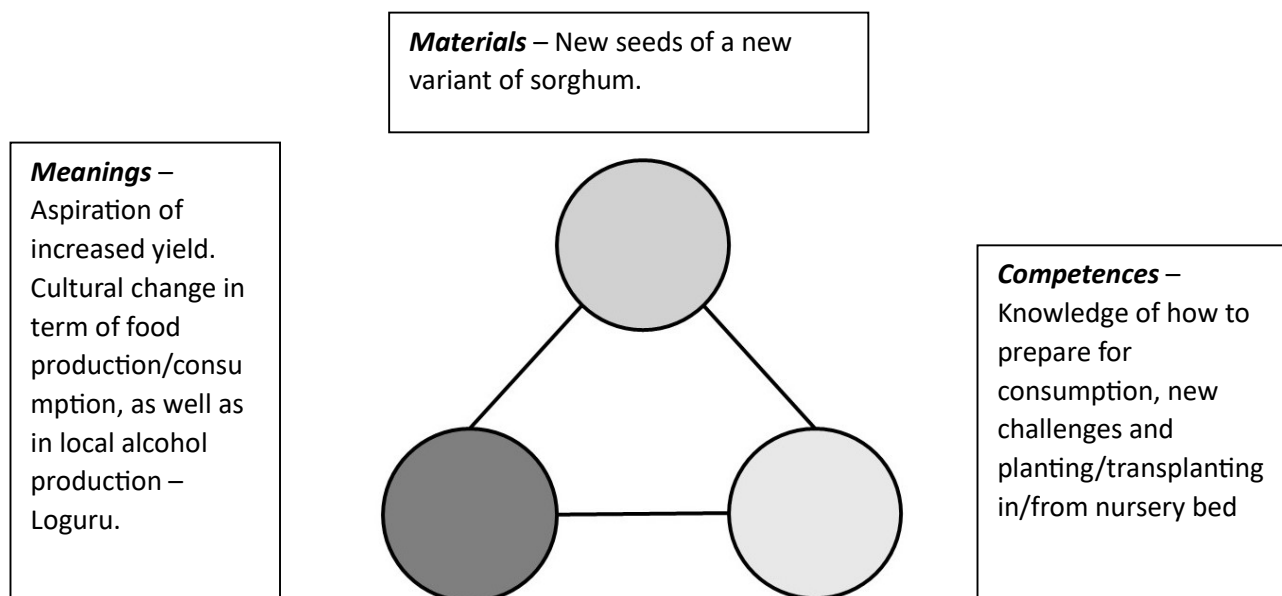 Materials – New seeds of a new
variant of sorghum.
Meanings –
Aspiration of
increased yield.
Cultural change in
term of food
production/consu
mption, as well as
in local alcohol
production –
Loguru.
Competences –
Knowledge of how to
prepare for
consumption, new
challenges and
planting/transplanting
in/from nursery bed